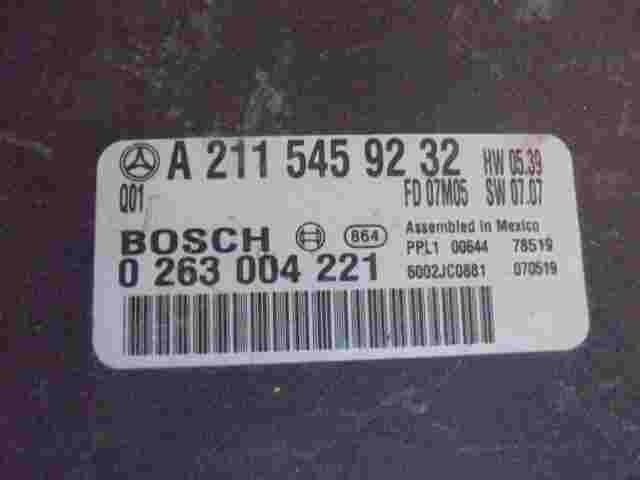 A 211 545 92 32 HW 05.39
Q01 FD 07M05 SW 07.07
BOSCH 864 Assembled in Mexico
PPL1 00644 78519
0 263 004 221 6002JC0881 070519